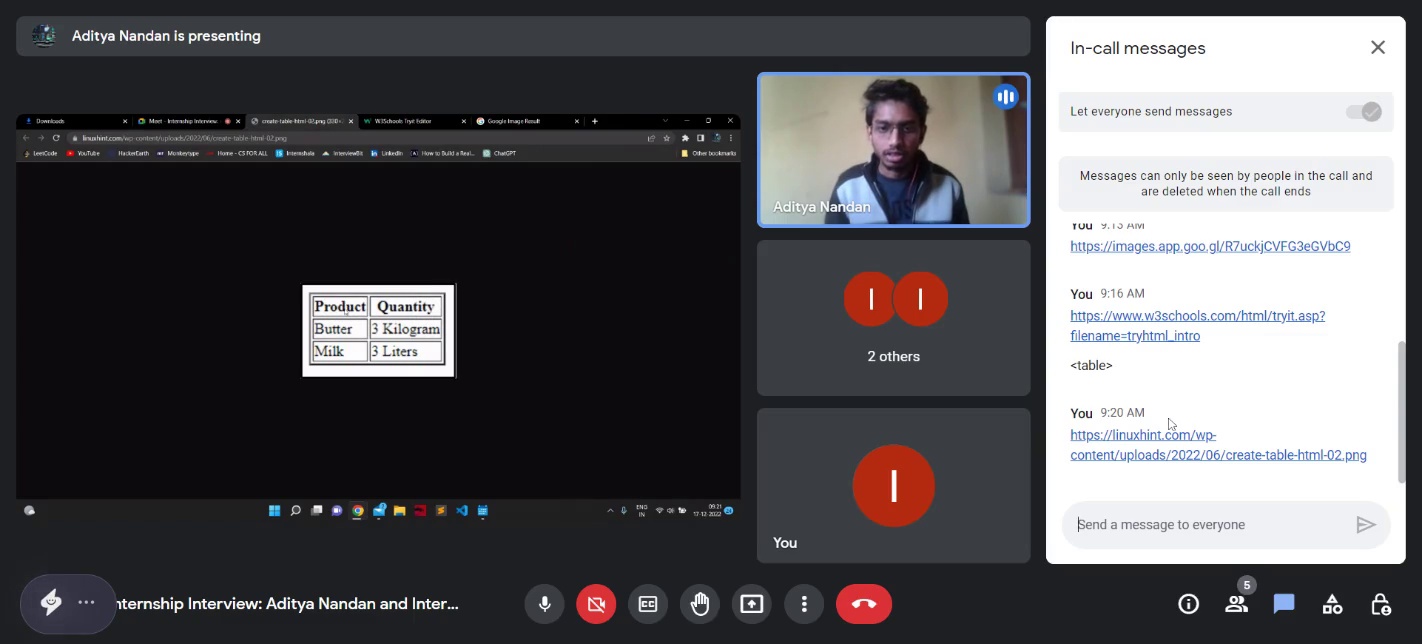 Aditya Nandan is presenting
Downloads
Meet - Internship Interview.
create-table-html-02.png (330×
W3Schools Tryit Editor
Google Image Result
linuxhint.com/wp-content/uploads/2022/06/create-table-html-02.png
LeetCode YouTube HackerEarth Monkeytype Home - CS FOR ALL Internshala InterviewBit LinkedIn How to Build a Real... ChatGPT Other bookmarks
Product Quantity
Butter 3 Kilogram
Milk 3 Liters
ENG
IN
09:21
17-12-2022
Aditya Nandan
I I
2 others
I
You
In-call messages
Let everyone send messages
Messages can only be seen by people in the call and
are deleted when the call ends
You 9:13 AM
https://images.app.goo.gl/R7uckjCVFG3eGVbC9
You 9:16 AM
https://www.w3schools.com/html/tryit.asp?
filename=tryhtml_intro
<table>
You 9:20 AM
https://linuxhint.com/wp-
content/uploads/2022/06/create-table-html-02.png
Send a message to everyone
nternship Interview: Aditya Nandan and Inter...
CC
5